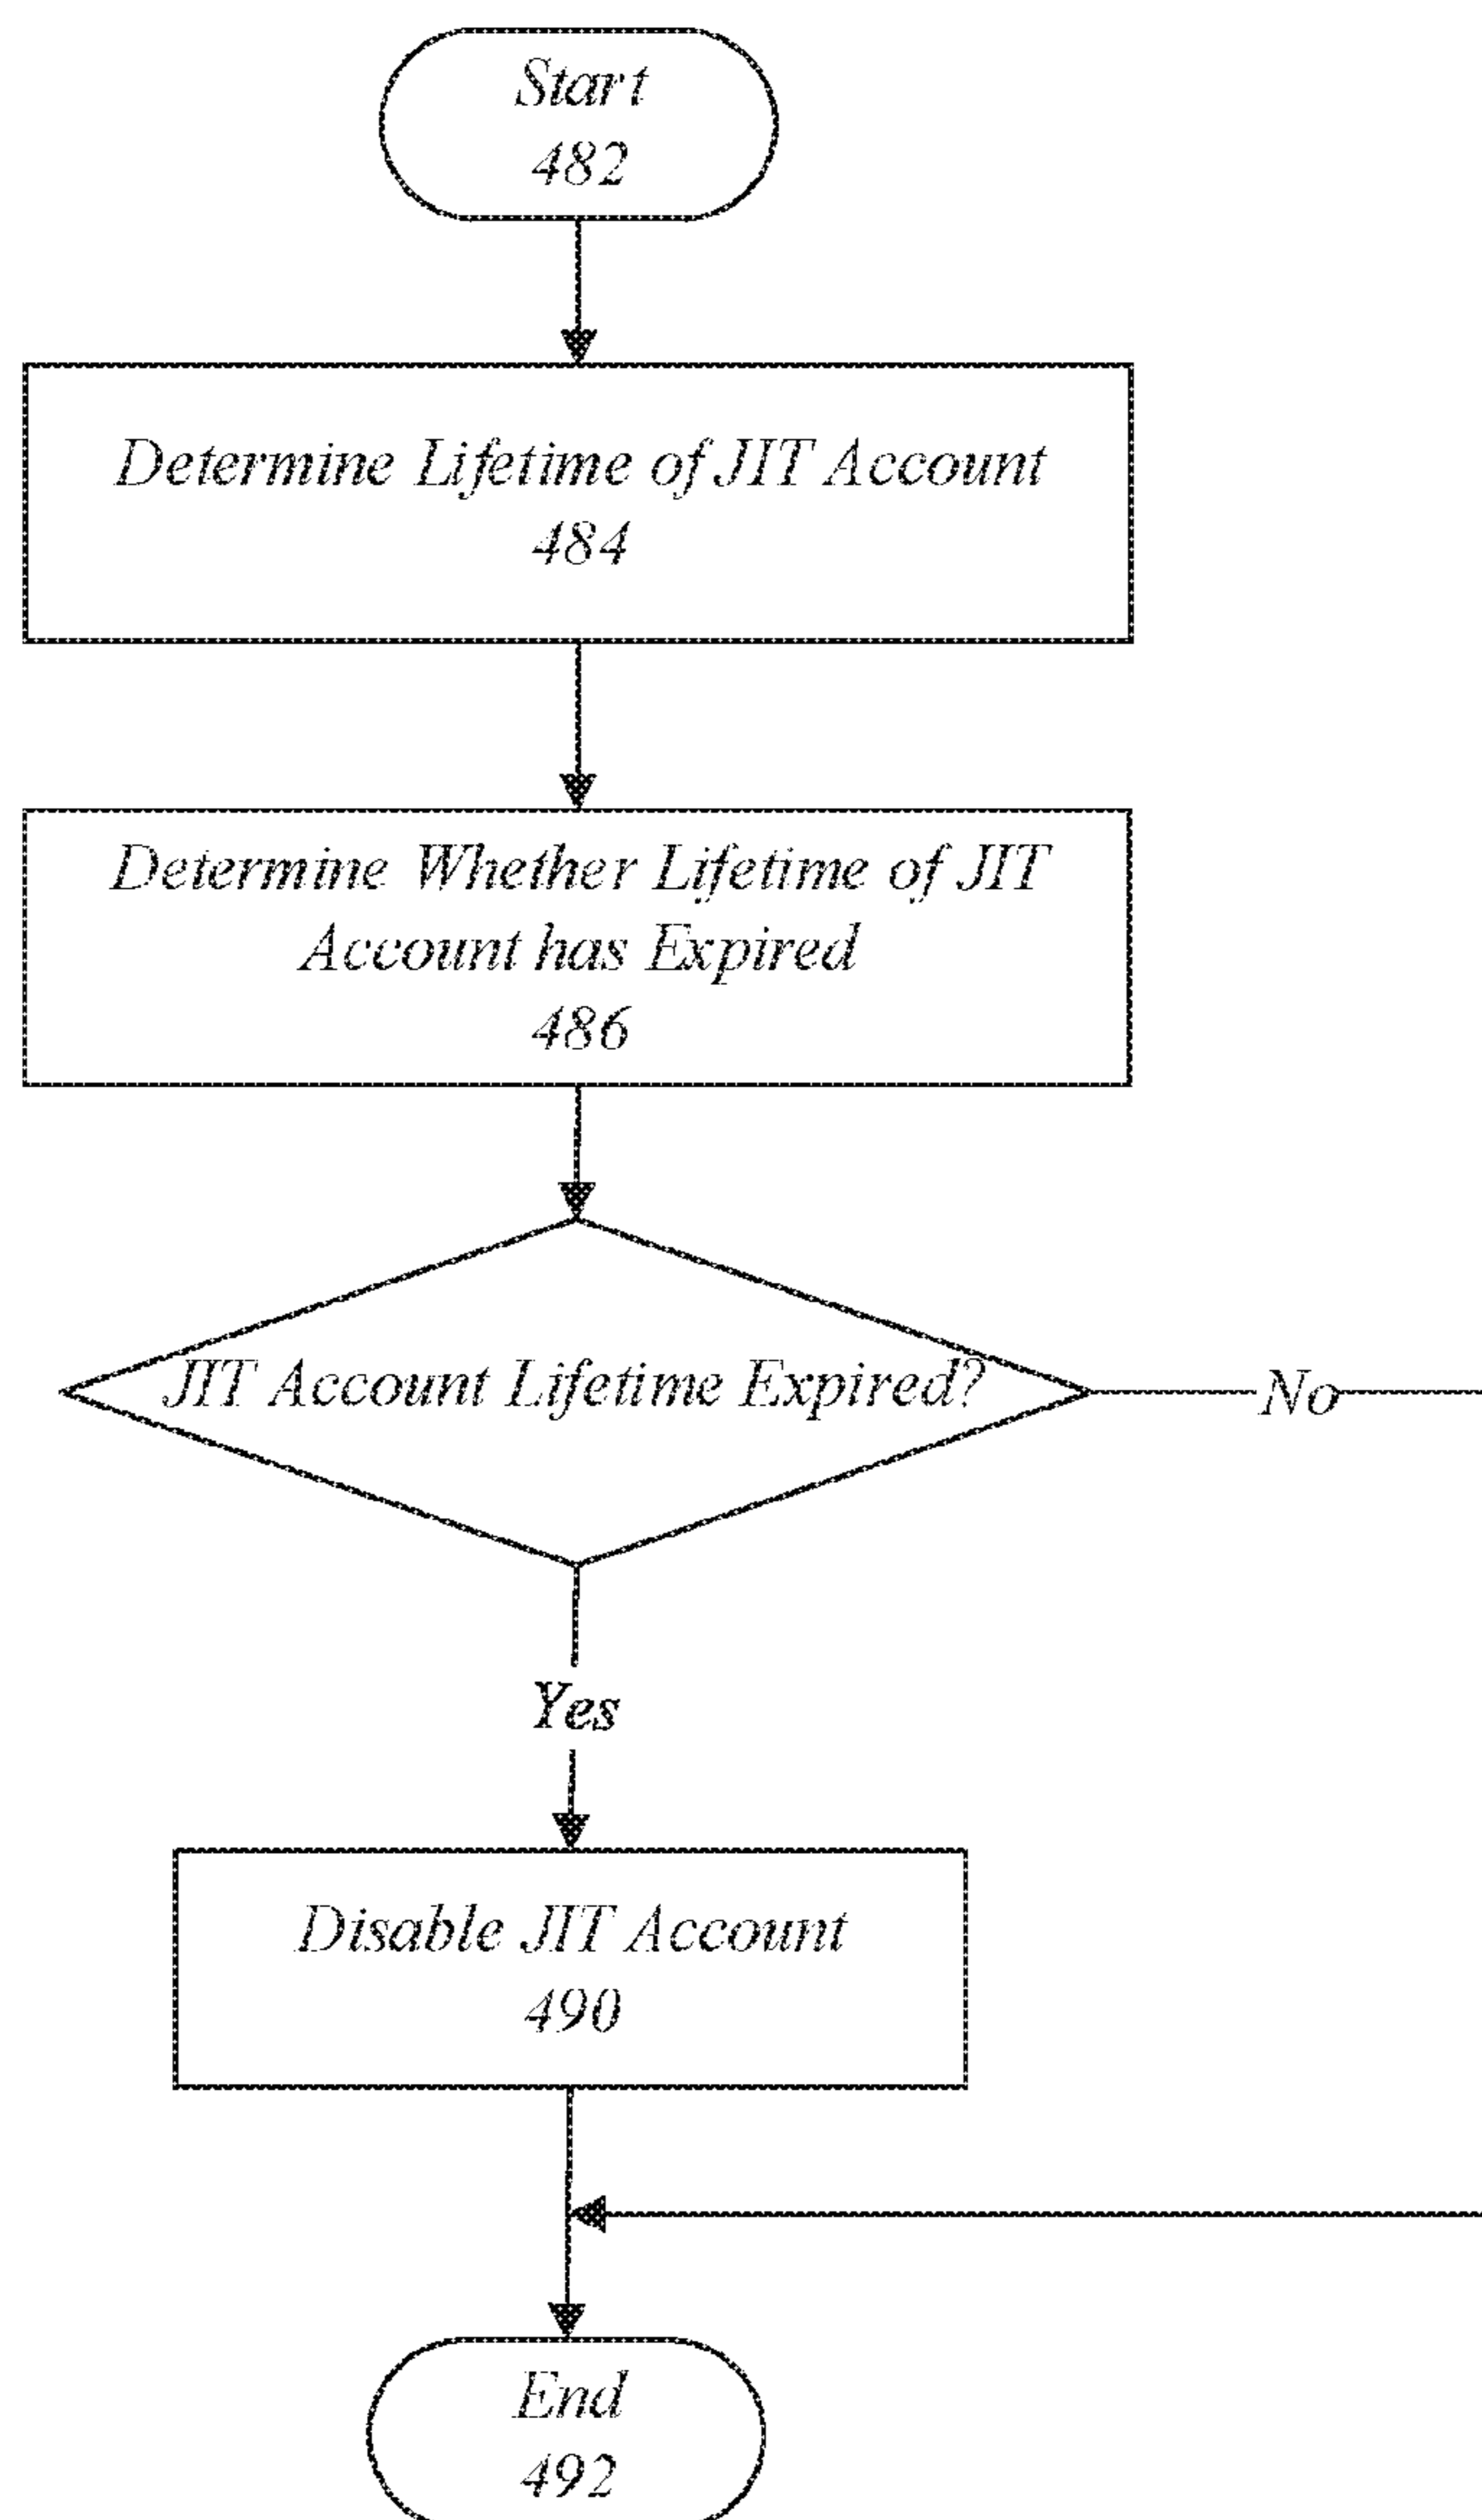 Start
482
Determine Lifetime of JIT Account
484
Determine Whether Lifetime of JIT
Account has Expired
486
JIT Account Lifetime Expired?
No
Yes
Disable JIT Account
490
End
492